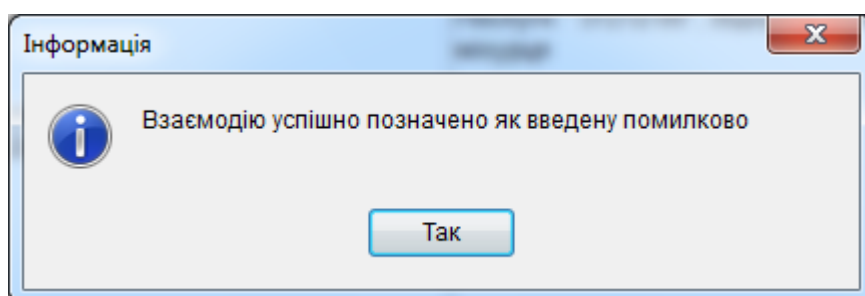 Інформація
Взаємодію успішно позначено як введену помилково
Так